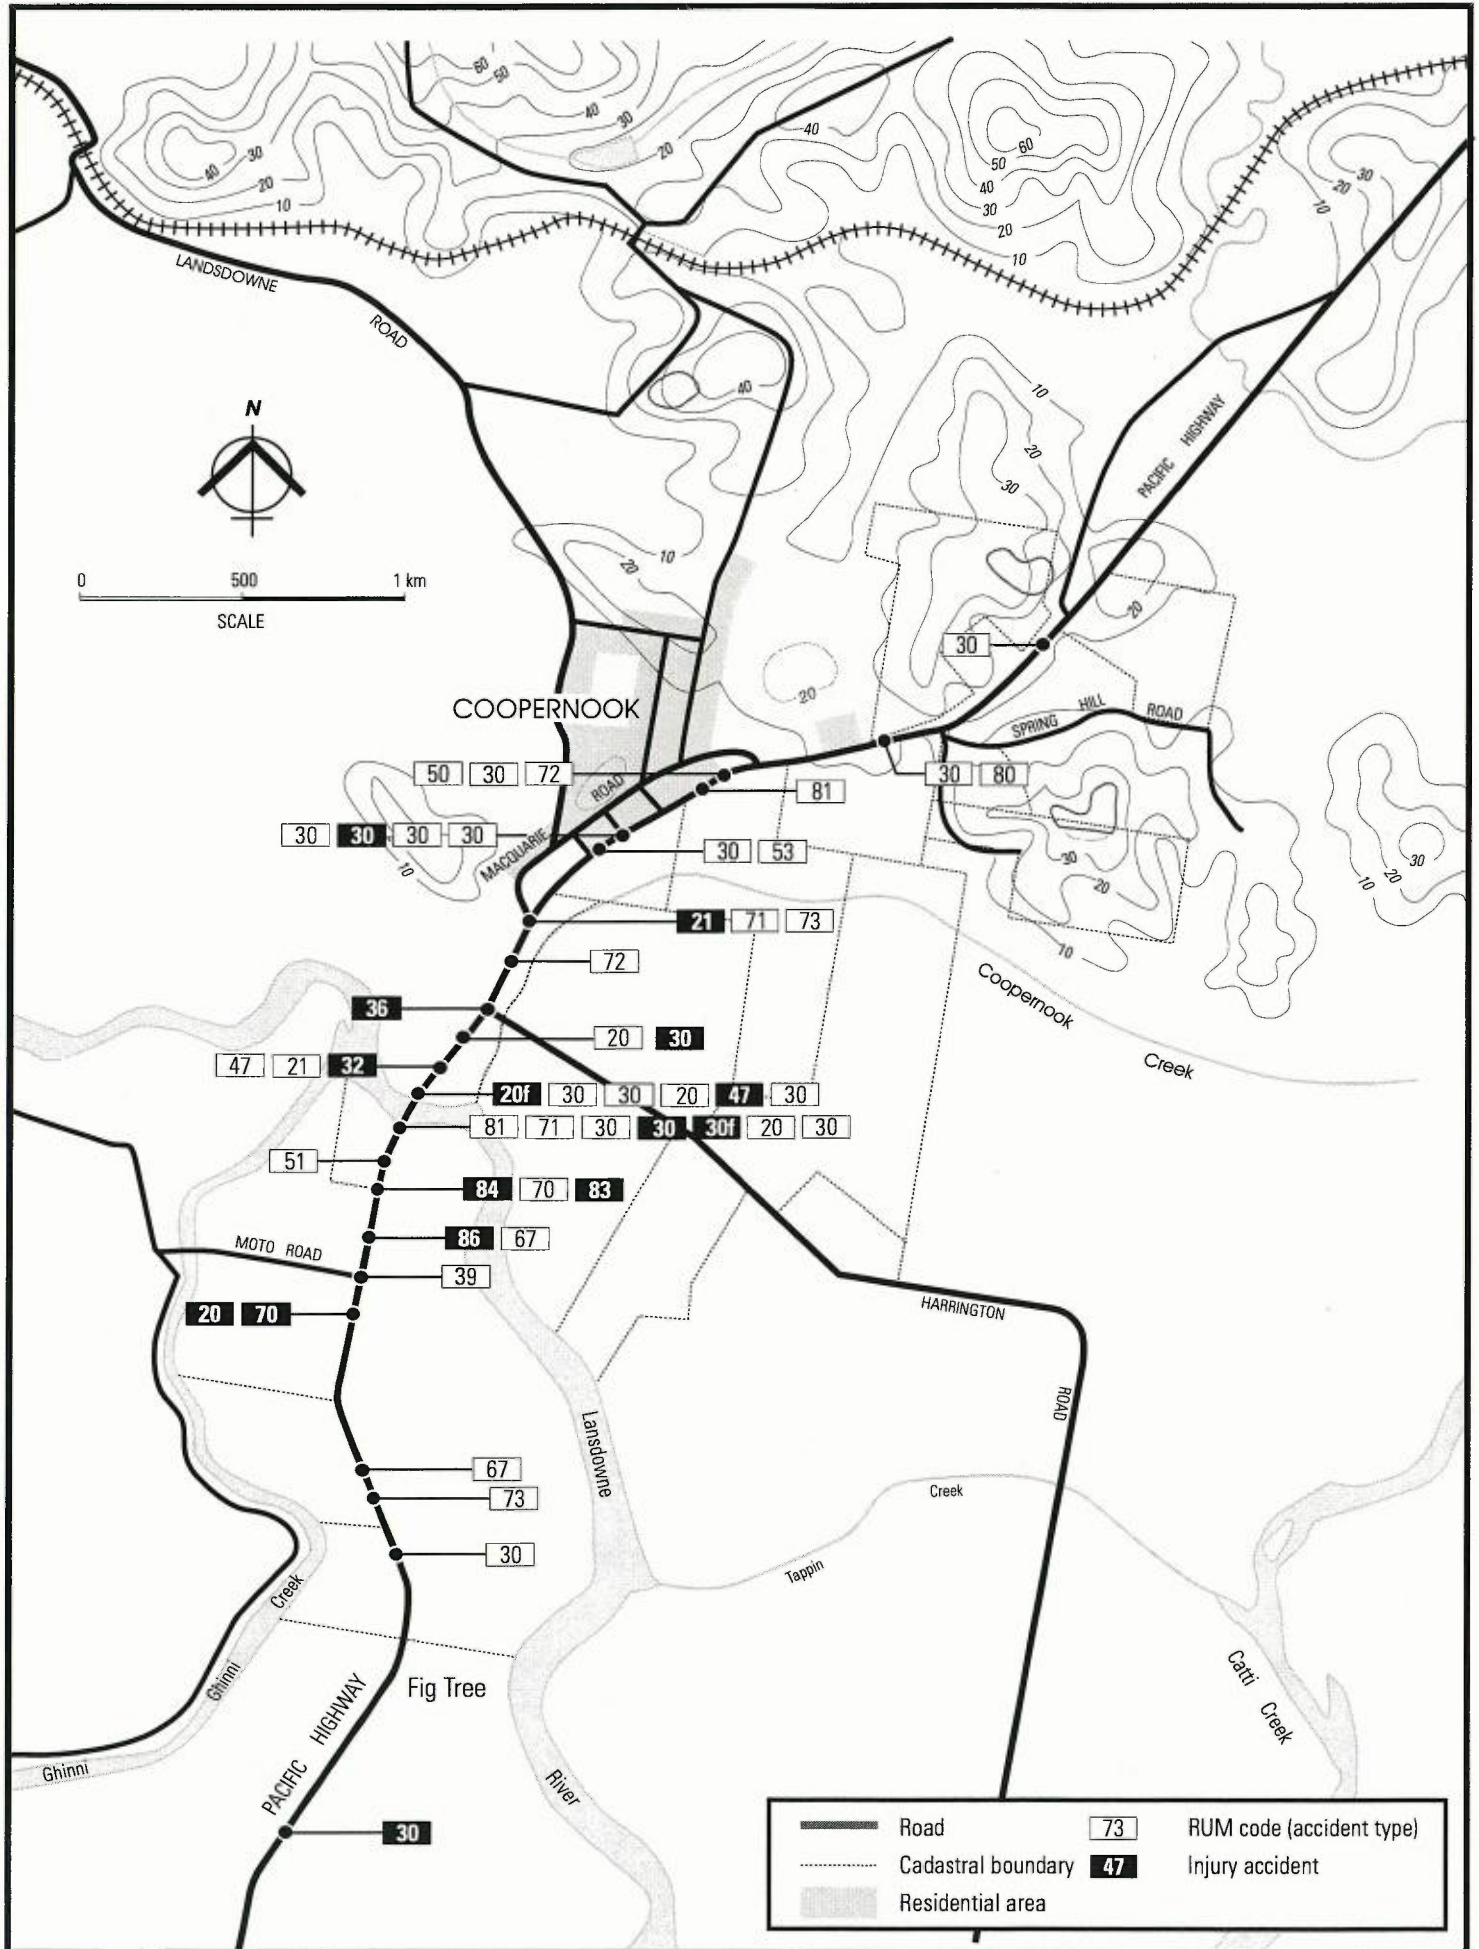 60
50
40
30
20
40
60
50
40
30
20
10
40
30
20
10
30
20
10
LANDSDOWNE
ROAD
N
40
10
20
30
PACIFIC HIGHWAY
0 500 1 km
SCALE
20
10
20
30
COOPERNOOK
20
SPRING HILL ROAD
50 30 72
ROAD
30 80
81
30 30 30 30
MACQUARIE
10
30 53
30
20
10
10
20
30
21 71 73
72
Coopernook
Creek
36
20 30
47 21 32
20f 30 30 20 47 30
81 71 30 30 30f 20 30
51
84 70 83
86 67
MOTO ROAD
39
20 70
HARRINGTON
ROAD
Lansdowne
67
73
Creek
Tappin
30
Creek
Ghinni
Ghinni
Fig Tree
PACIFIC HIGHWAY
River
Catti
Creek
30
Road
73 RUM code (accident type)
Cadastral boundary
47 Injury accident
Residential area